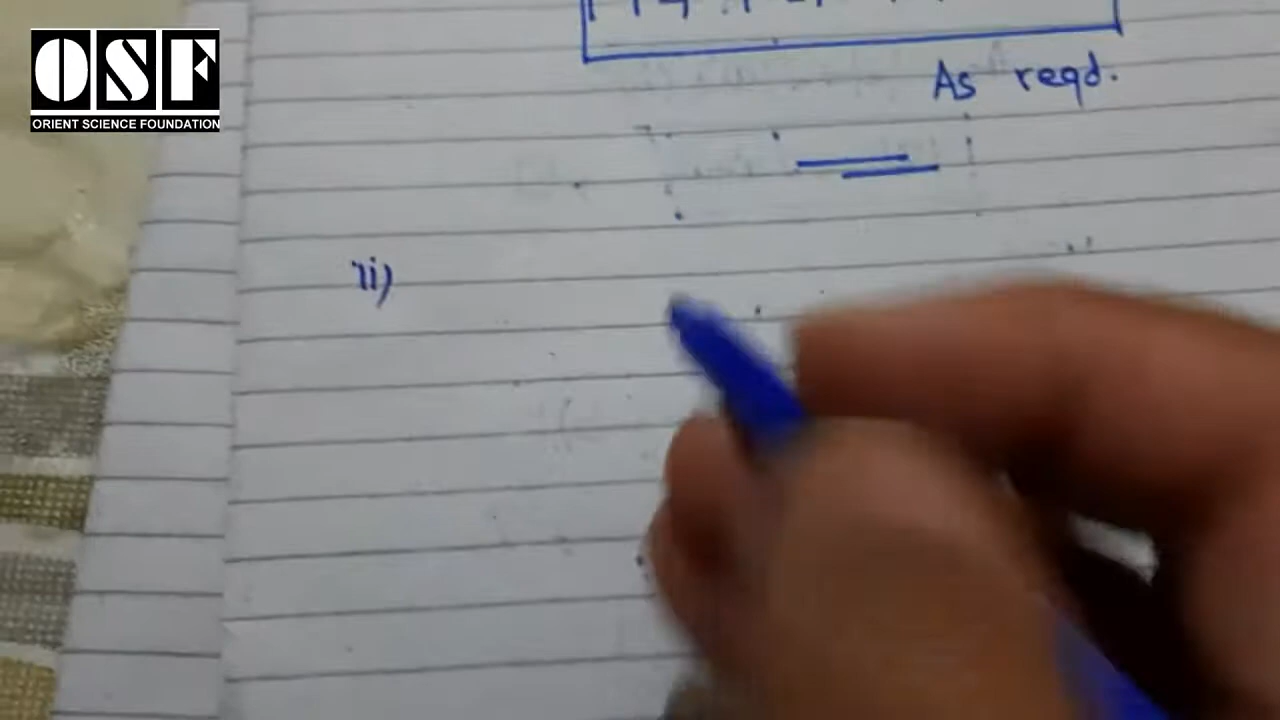 OSF
ORIENT SCIENCE FOUNDATION
As reqd.
ii)